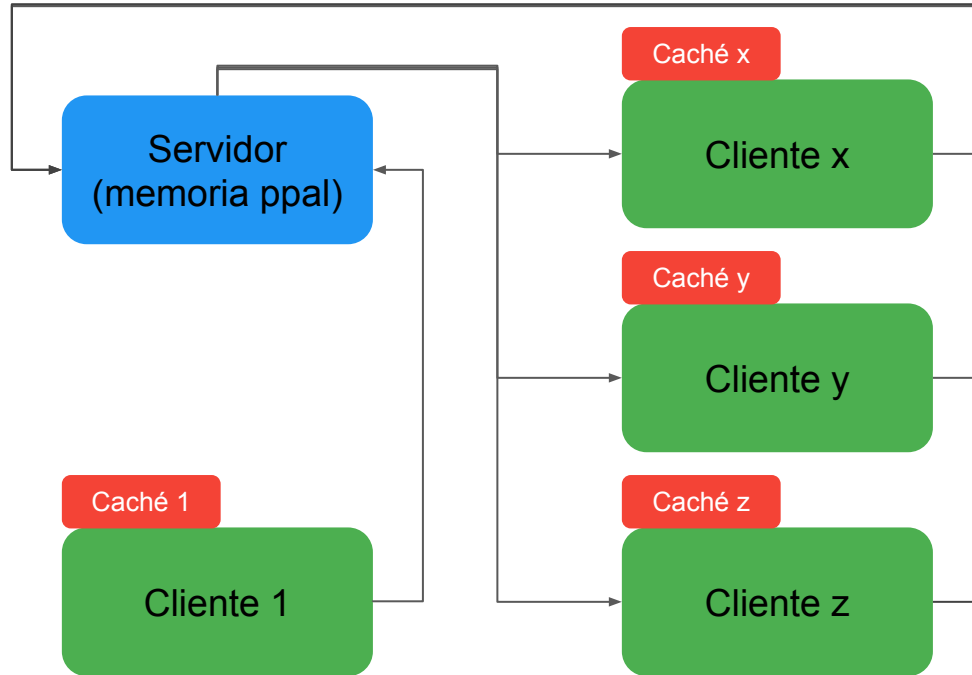 Caché x
Servidor
(memoria ppal)
Cliente x
Caché y
Cliente y
Caché 1
Cliente 1
Caché z
Cliente z